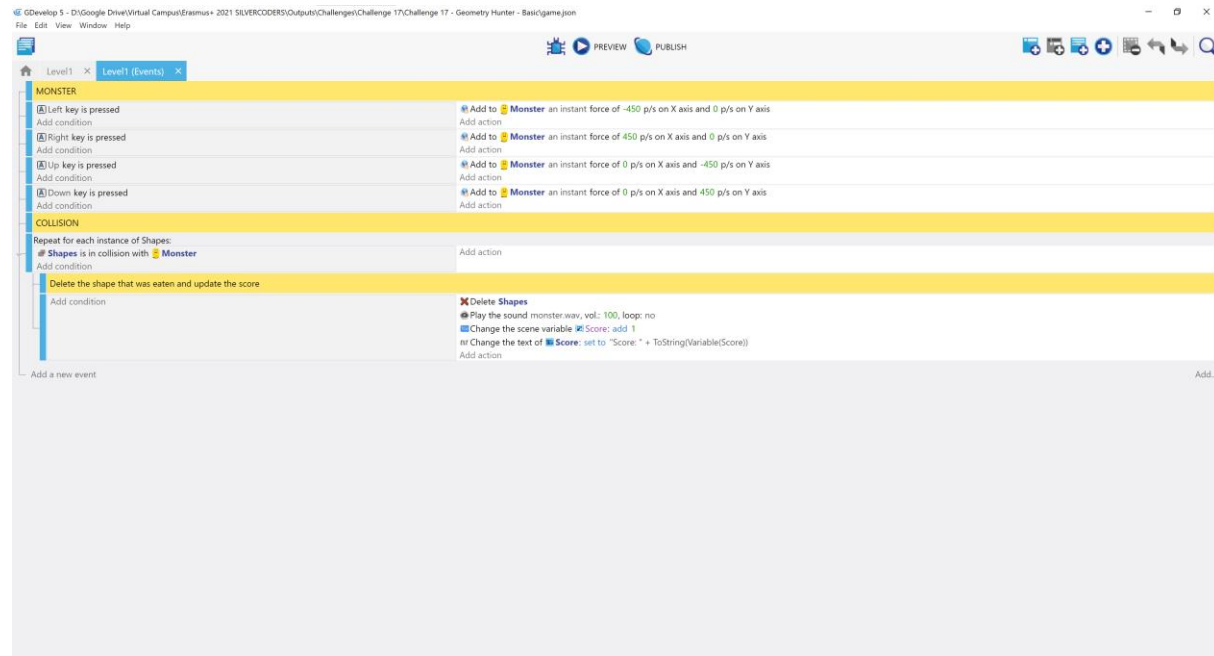 GDevelop 5 - D:\Google Drive\Virtual Campus\Erasmus+ 2021 SILVERCODERS\Outputs\Challenges\Challenge 17\Challenge 17 - Geometry Hunter - Basic\game.json
File Edit View Window Help
PREVIEW PUBLISH
Level1 Level1 (Events)
MONSTER
Left key is pressed Add to Monster an instant force of -450 p/s on X axis and 0 p/s on Y axis
Add condition Add action
Right key is pressed Add to Monster an instant force of 450 p/s on X axis and 0 p/s on Y axis
Add condition Add action
Up key is pressed Add to Monster an instant force of 0 p/s on X axis and -450 p/s on Y axis
Add condition Add action
Down key is pressed Add to Monster an instant force of 0 p/s on X axis and 450 p/s on Y axis
Add condition Add action
COLLISION
Repeat for each instance of Shapes:
Shapes is in collision with Monster Add action
Add condition
Delete the shape that was eaten and update the score
Add condition Delete Shapes
Play the sound monster.wav, vol.: 100, loop: no
Change the scene variable Score: add 1
Change the text of Score: set to "Score: " + ToString(Variable(Score))
Add action
Add a new event Add.